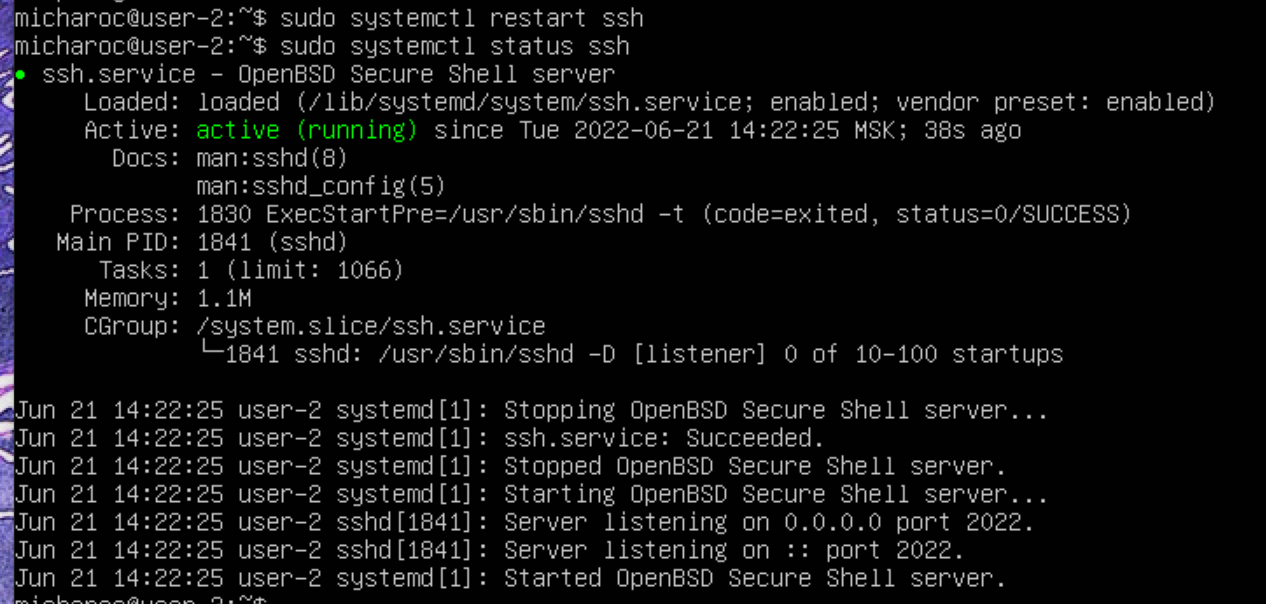 micharoc@user-2:~$ sudo systemctl restart ssh
micharoc@user-2:~$ sudo systemctl status ssh
● ssh.service - OpenBSD Secure Shell server
     Loaded: loaded (/lib/systemd/system/ssh.service; enabled; vendor preset: enabled)
     Active: active (running) since Tue 2022-06-21 14:22:25 MSK; 38s ago
       Docs: man:sshd(8)
             man:sshd_config(5)
    Process: 1830 ExecStartPre=/usr/sbin/sshd -t (code=exited, status=0/SUCCESS)
   Main PID: 1841 (sshd)
      Tasks: 1 (limit: 1066)
     Memory: 1.1M
     CGroup: /system.slice/ssh.service
             └─1841 sshd: /usr/sbin/sshd -D [listener] 0 of 10-100 startups
Jun 21 14:22:25 user-2 systemd[1]: Stopping OpenBSD Secure Shell server...
Jun 21 14:22:25 user-2 systemd[1]: ssh.service: Succeeded.
Jun 21 14:22:25 user-2 systemd[1]: Stopped OpenBSD Secure Shell server.
Jun 21 14:22:25 user-2 systemd[1]: Starting OpenBSD Secure Shell server...
Jun 21 14:22:25 user-2 sshd[1841]: Server listening on 0.0.0.0 port 2022.
Jun 21 14:22:25 user-2 sshd[1841]: Server listening on :: port 2022.
Jun 21 14:22:25 user-2 systemd[1]: Started OpenBSD Secure Shell server.
micharoc@user-2:~$